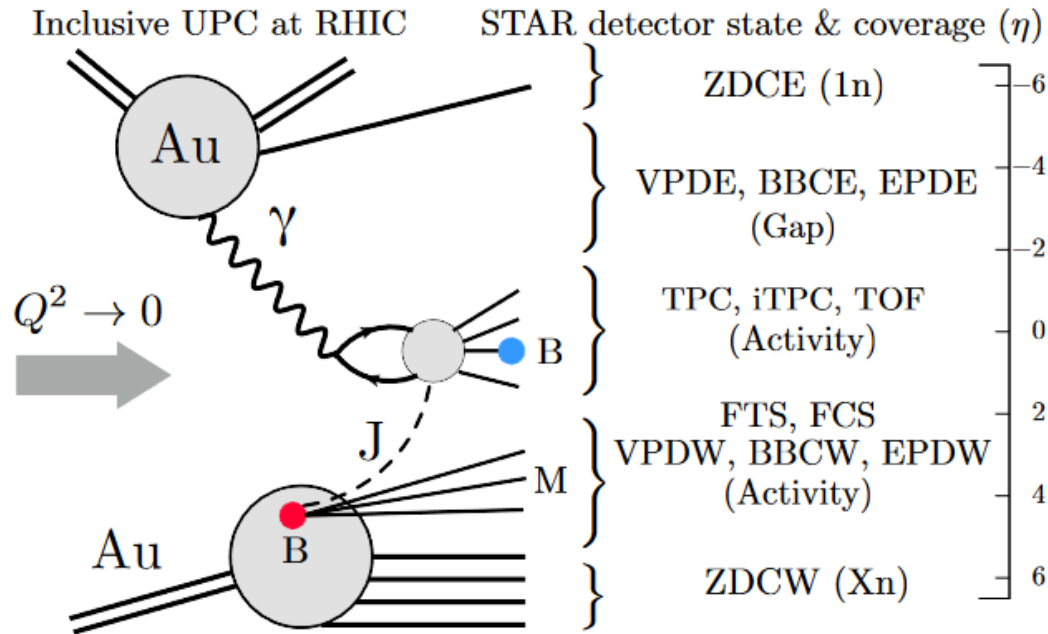 Inclusive UPC at RHIC
STAR detector state & coverage (η)
Au
γ
Q² → 0
B
J
M
B
Au
ZDCE (1n)
VPDE, BBCE, EPDE
(Gap)
TPC, iTPC, TOF
(Activity)
FTS, FCS
VPDW, BBCW, EPDW
(Activity)
ZDCW (Xn)
−6
−4
−2
0
2
4
6